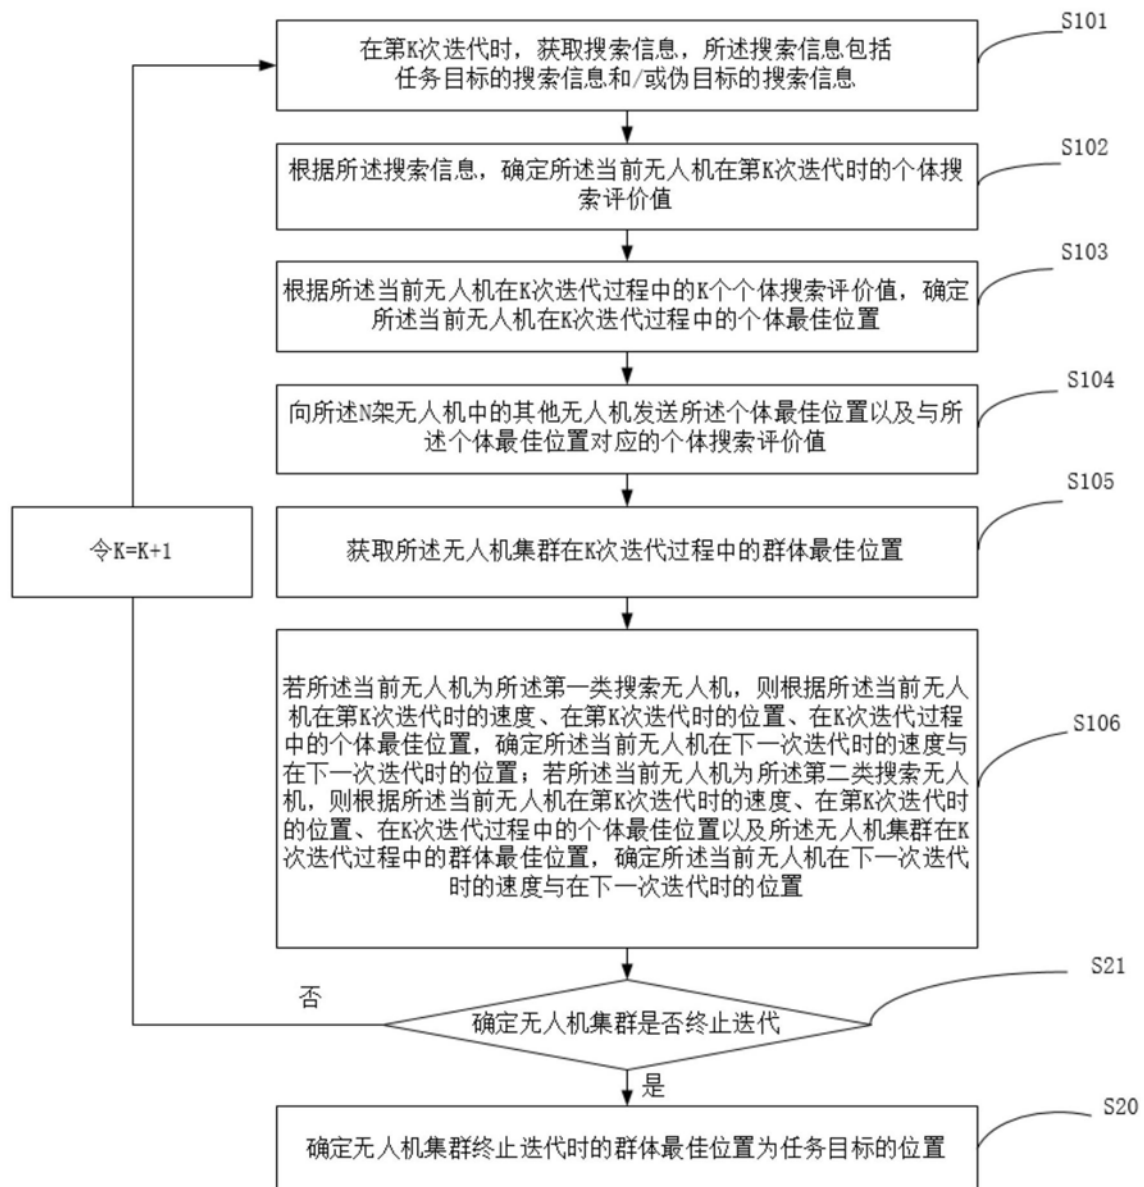 S101
在第K次迭代时，获取搜索信息，所述搜索信息包括
任务目标的搜索信息和/或伪目标的搜索信息
S102
根据所述搜索信息，确定所述当前无人机在第K次迭代时的个体搜
索评价值
S103
根据所述当前无人机在K次迭代过程中的K个个体搜索评价值，确定
所述当前无人机在K次迭代过程中的个体最佳位置
S104
向所述N架无人机中的其他无人机发送所述个体最佳位置以及与所
述个体最佳位置对应的个体搜索评价值
S105
获取所述无人机集群在K次迭代过程中的群体最佳位置
令K=K+1
若所述当前无人机为所述第一类搜索无人机，则根据所述当前无人
机在第K次迭代时的速度、在第K次迭代时的位置、在K次迭代过程
中的个体最佳位置，确定所述当前无人机在下一次迭代时的速度与
在下一次迭代时的位置；若所述当前无人机为所述第二类搜索无人
机，则根据所述当前无人机在第K次迭代时的速度、在第K次迭代时
的位置、在K次迭代过程中的个体最佳位置以及所述无人机集群在K
次迭代过程中的群体最佳位置，确定所述当前无人机在下一次迭代
时的速度与在下一次迭代时的位置
S106
S21
否
确定无人机集群是否终止迭代
是
S20
确定无人机集群终止迭代时的群体最佳位置为任务目标的位置